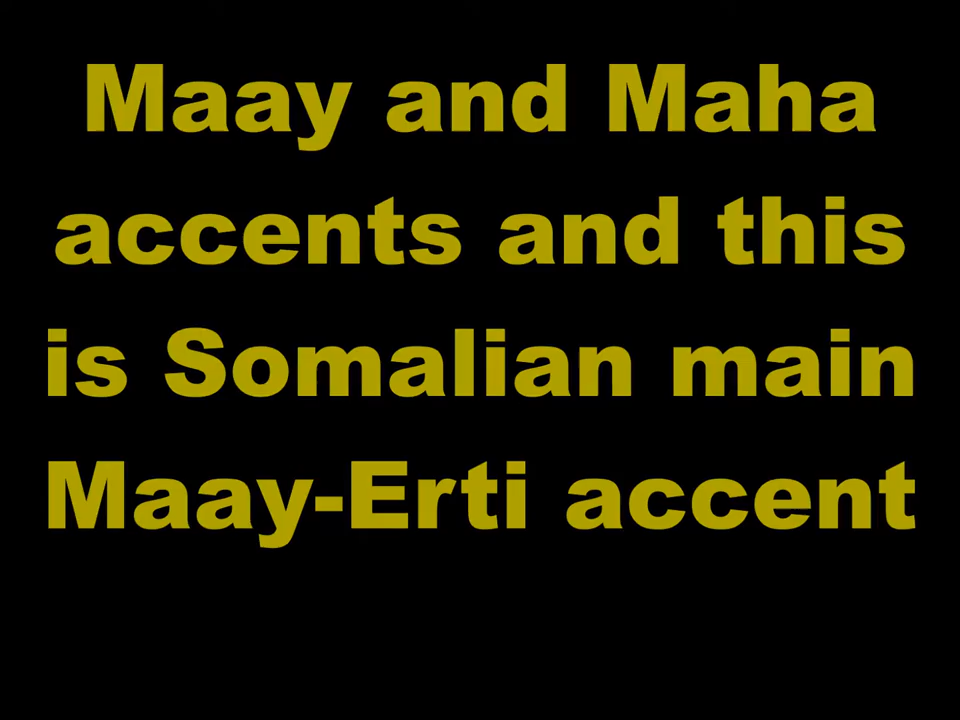 Maay and Maha
accents and this
is Somalian main
Maay-Erti accent